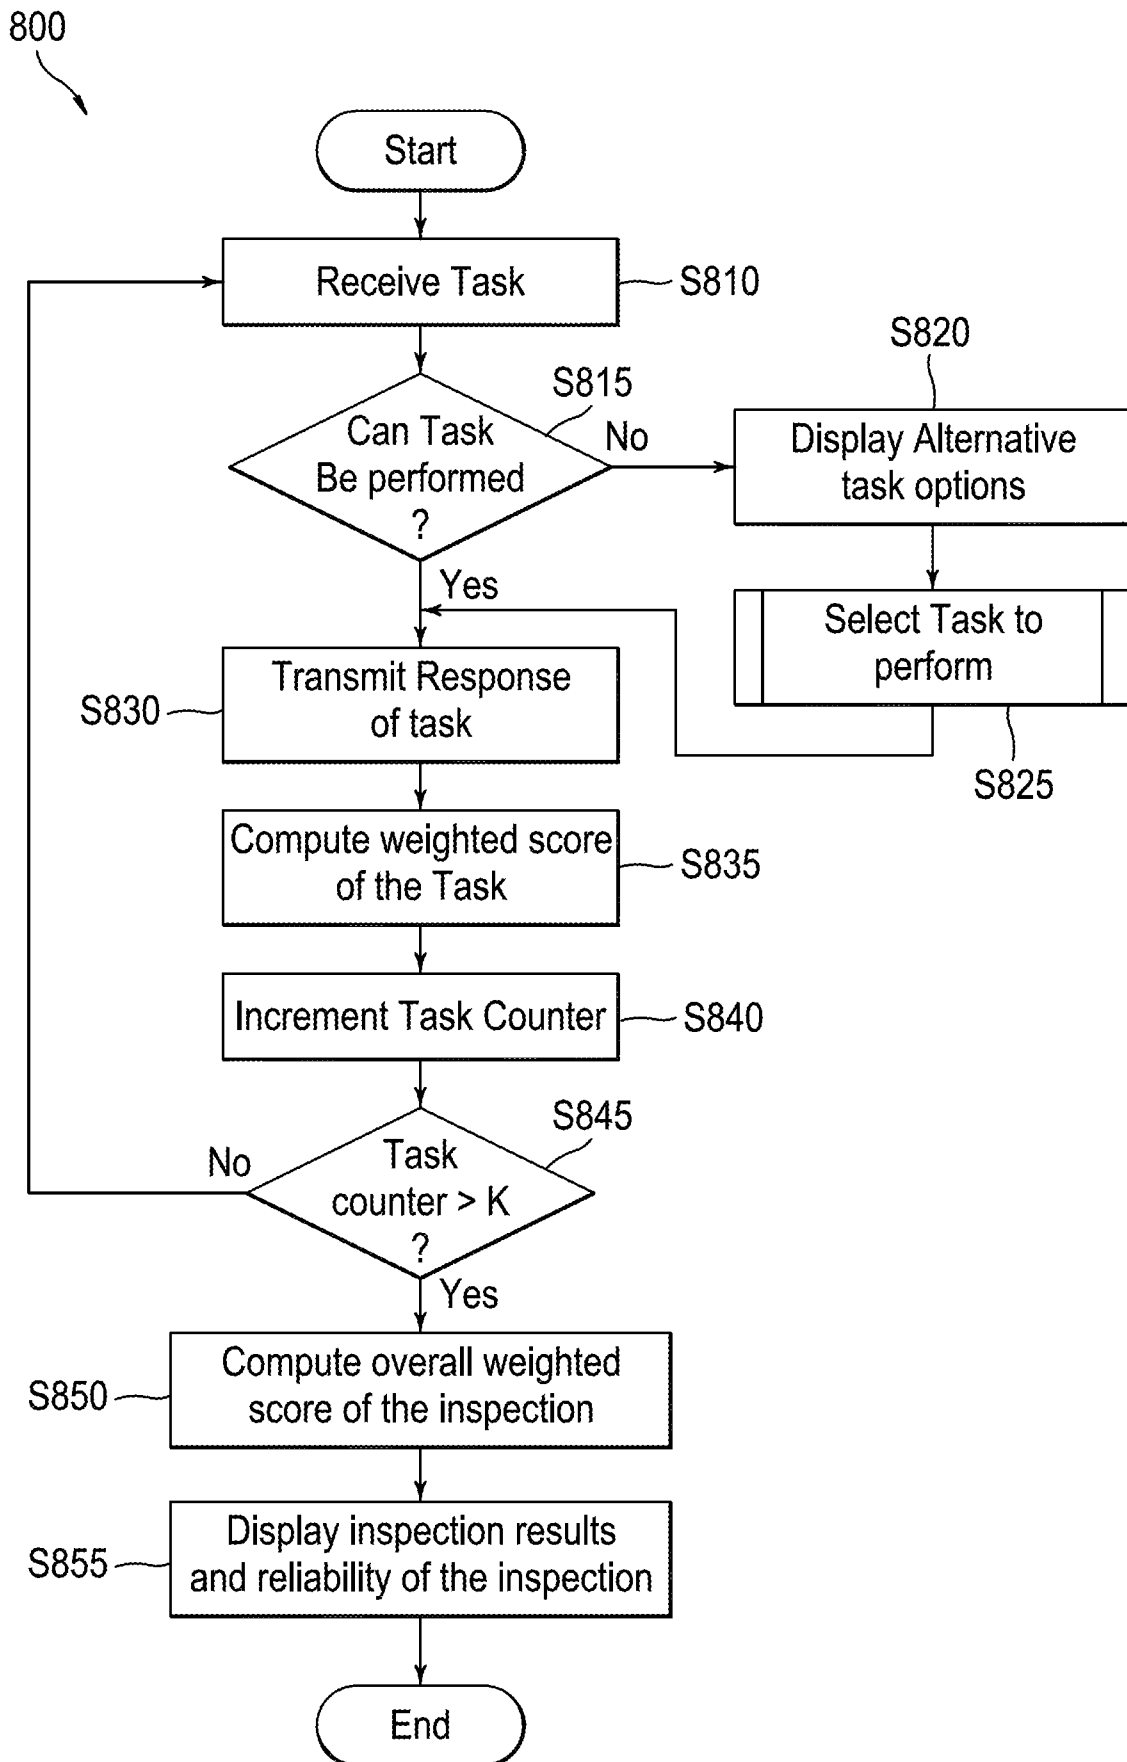 800
Start
Receive Task
S810
Can Task
Be performed
?
S815
No
S820
Display Alternative
task options
Yes
Select Task to
perform
S825
Transmit Response
of task
S830
Compute weighted score
of the Task
S835
Increment Task Counter
S840
Task
counter > K
?
S845
No
Yes
Compute overall weighted
score of the inspection
S850
Display inspection results
and reliability of the inspection
S855
End